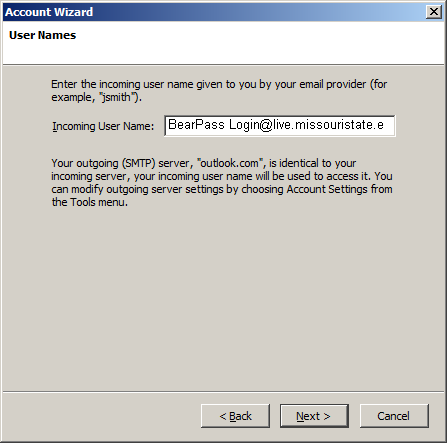 Account Wizard
User Names
Enter the incoming user name given to you by your email provider (for
example, "jsmith").
Incoming User Name: BearPass Login@live.missouristate.e
Your outgoing (SMTP) server, "outlook.com", is identical to your
incoming server, your incoming user name will be used to access it. You
can modify outgoing server settings by choosing Account Settings from
the Tools menu.
< Back Next > Cancel